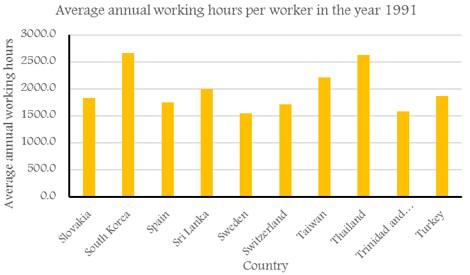 Average annual working hours per worker in the year 1991
Average annual working hours
3000.0
2500.0
2000.0
1500.0
1000.0
500.0
0.0
Slovakia
South Korea
Spain
Sri Lanka
Sweden
Switzerland
Taiwan
Thailand
Trinidad and...
Turkey
Country